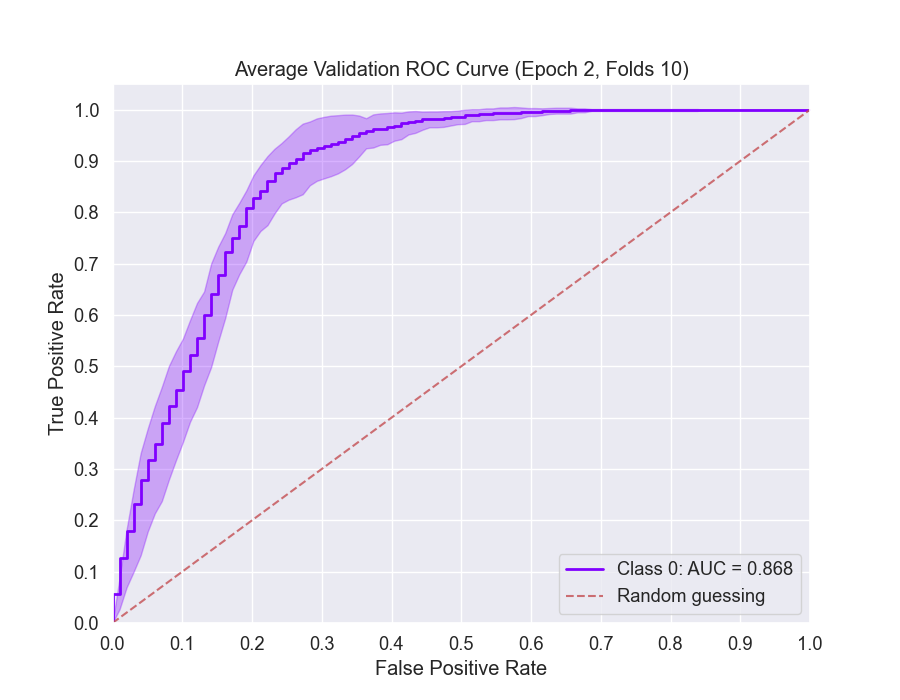 Average Validation ROC Curve (Epoch 2, Folds 10)
1.0
0.9
0.8
0.7
0.6
0.5
0.4
0.3
0.2
0.1
0.0
True Positive Rate
Class 0: AUC = 0.868
Random guessing
0.0 0.1 0.2 0.3 0.4 0.5 0.6 0.7 0.8 0.9 1.0
False Positive Rate